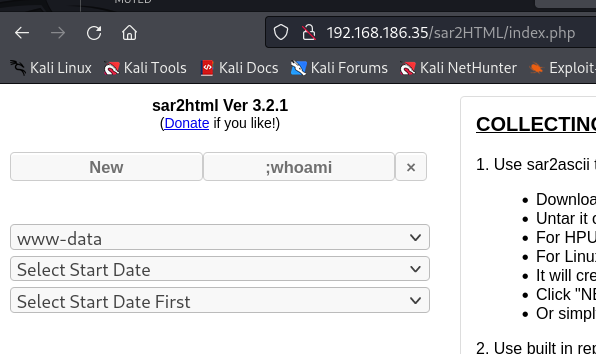 MUTED
192.168.186.35/sar2HTML/index.php
Kali Linux Kali Tools Kali Docs Kali Forums Kali NetHunter Exploit-
sar2html Ver 3.2.1
(Donate if you like!)
New ;whoami ×
www-data
Select Start Date
Select Start Date First
COLLECTING
1. Use sar2ascii t
• Downloa
• Untar it o
• For HPU
• For Linux
• It will cre
• Click "NE
• Or simpl
2. Use built in rep